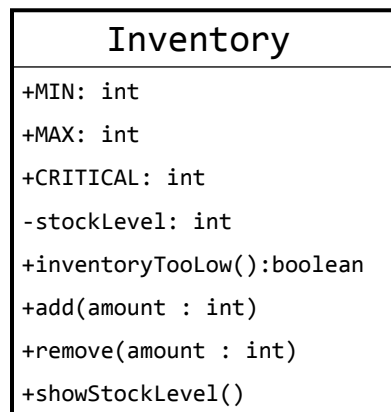 Inventory
+MIN: int
+MAX: int
+CRITICAL: int
-stockLevel: int
+inventoryTooLow():boolean
+add(amount : int)
+remove(amount : int)
+showStockLevel()